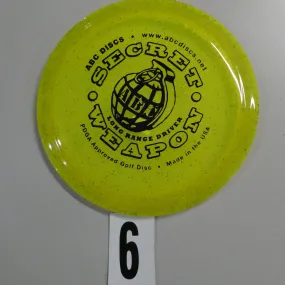 ABC DISCS • www.abcdiscs.net
SECRET
ABC
LONG RANGE DRIVER
WEAPON
PDGA Approved Golf Disc • Made in the USA
6